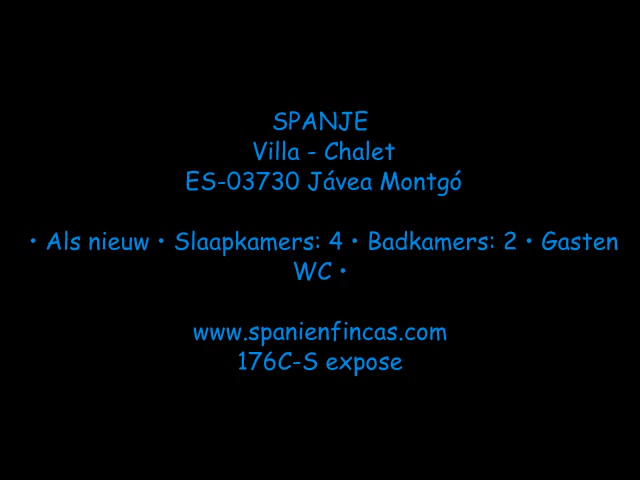 SPANJE
Villa - Chalet
ES-03730 Jávea Montgó
• Als nieuw • Slaapkamers: 4 • Badkamers: 2 • Gasten
WC •
www.spanienfincas.com
176C-S expose